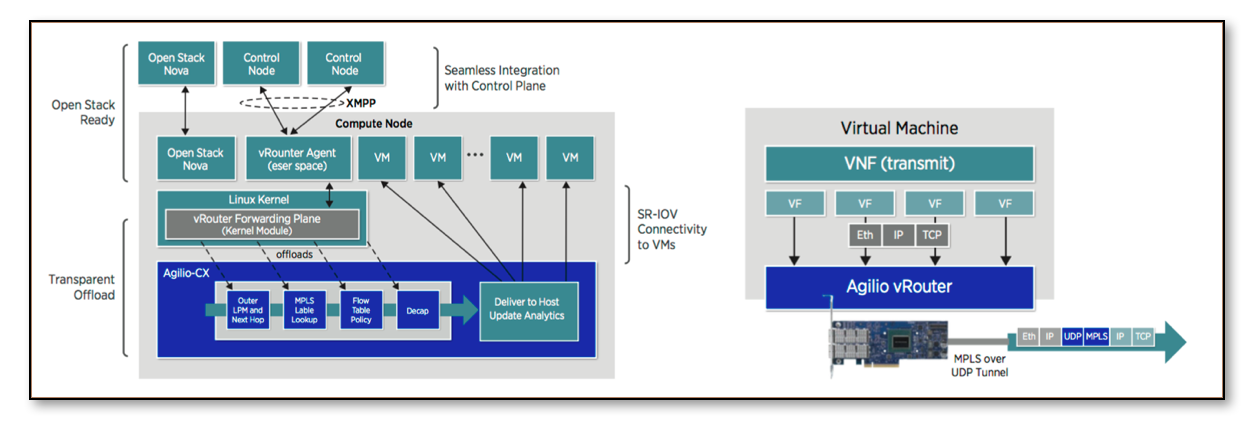 Open Stack
Nova
Control
Node
Control
Node
Seamless Integration
with Control Plane
XMPP
Open Stack
Ready
Compute Node
Open Stack
Nova
vRounter Agent
(eser space)
VM
VM
VM
VM
Linux Kernel
vRouter Forwarding Plane
(Kernel Module)
SR-IOV
Connectivity
to VMs
offloads
Transparent
Offload
Agilio-CX
Outer
LPM and
Next Hop
MPLS
Lable
Lookup
Flow
Table
Policy
Decap
Deliver to Host
Update Analytics
Virtual Machine
VNF (transmit)
VF
VF
VF
VF
Eth
IP
TCP
Agilio vRouter
Eth
IP
UDP
MPLS
IP
TCP
MPLS over
UDP Tunnel